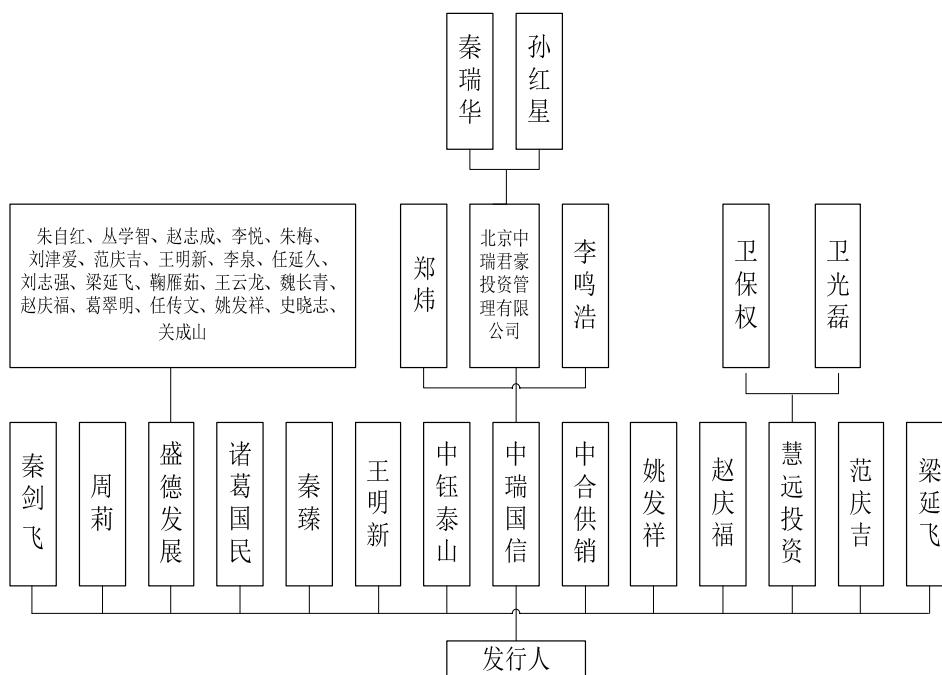 秦瑞华
孙红星
朱自红、丛学智、赵志成、李悦、朱梅、
刘津爱、范庆吉、王明新、李泉、任延久、
刘志强、梁延飞、鞠雁茹、王云龙、魏长青、
赵庆福、葛翠明、任传文、姚发祥、史晓志、
关成山
郑炜
北京中
瑞君豪
投资管
理有限
公司
李鸣浩
卫保权
卫光磊
秦剑飞
周莉
盛德发展
诸葛国民
秦臻
王明新
中钰泰山
中瑞国信
中合供销
姚发祥
赵庆福
慧远投资
范庆吉
梁延飞
发行人